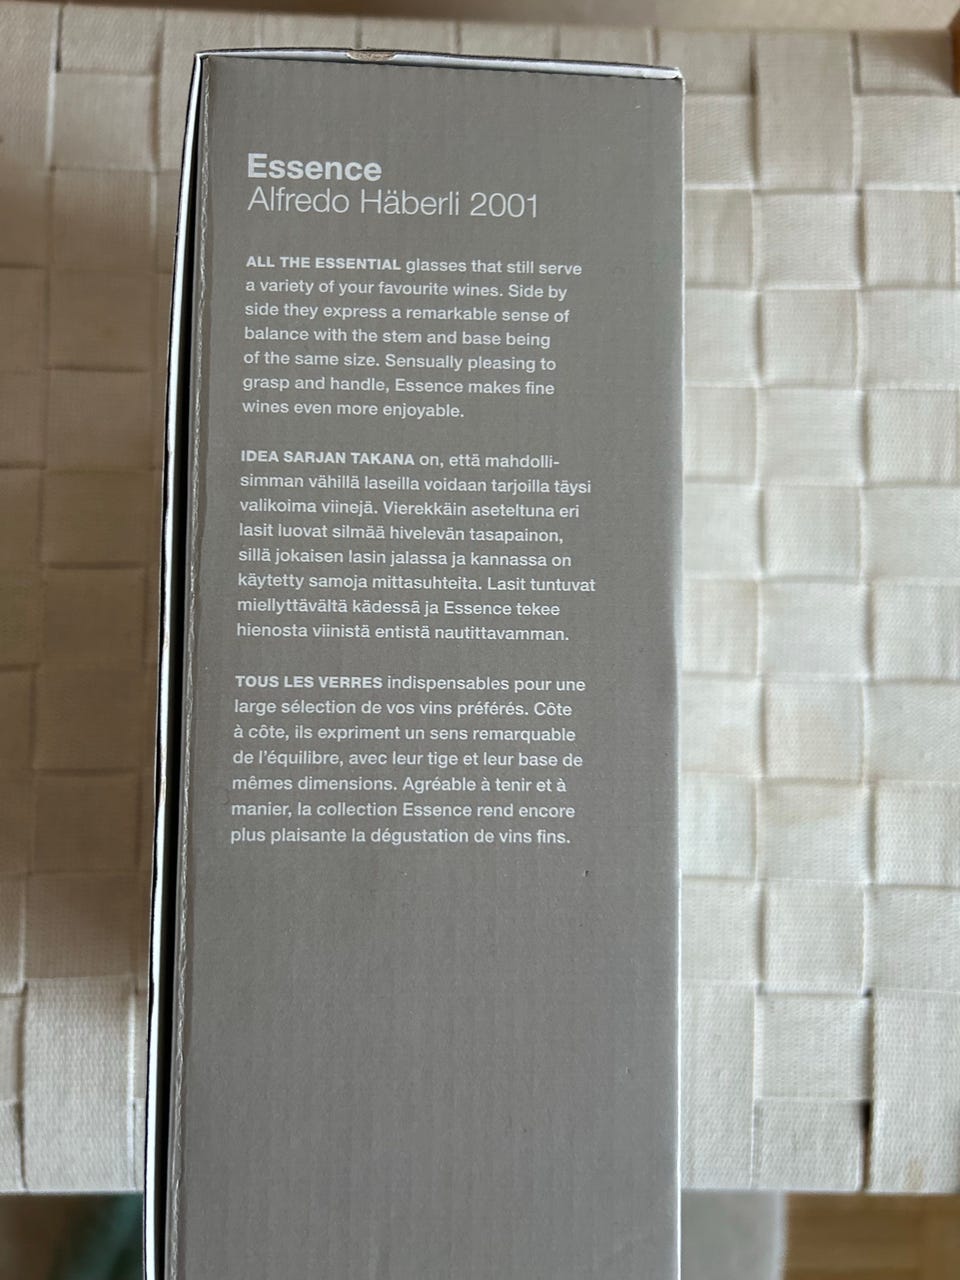 Essence
Alfredo Häberli 2001
ALL THE ESSENTIAL glasses that still serve
a variety of your favourite wines. Side by
side they express a remarkable sense of
balance with the stem and base being
of the same size. Sensually pleasing to
grasp and handle, Essence makes fine
wines even more enjoyable.
IDEA SARJAN TAKANA on, että mahdolli-
simman vähillä laseilla voidaan tarjoilla täysi
valikoima viinejä. Vierekkäin aseteltuna eri
lasit luovat silmää hivelevän tasapainon,
sillä jokaisen lasin jalassa ja kannassa on
käytetty samoja mittasuhteita. Lasit tuntuvat
miellyttävältä kädessä ja Essence tekee
hienosta viinistä entistä nautittavamman.
TOUS LES VERRES indispensables pour une
large sélection de vos vins préférés. Côte
à côte, ils expriment un sens remarquable
de l'équilibre, avec leur tige et leur base de
mêmes dimensions. Agréable à tenir et à
manier, la collection Essence rend encore
plus plaisante la dégustation de vins fins.